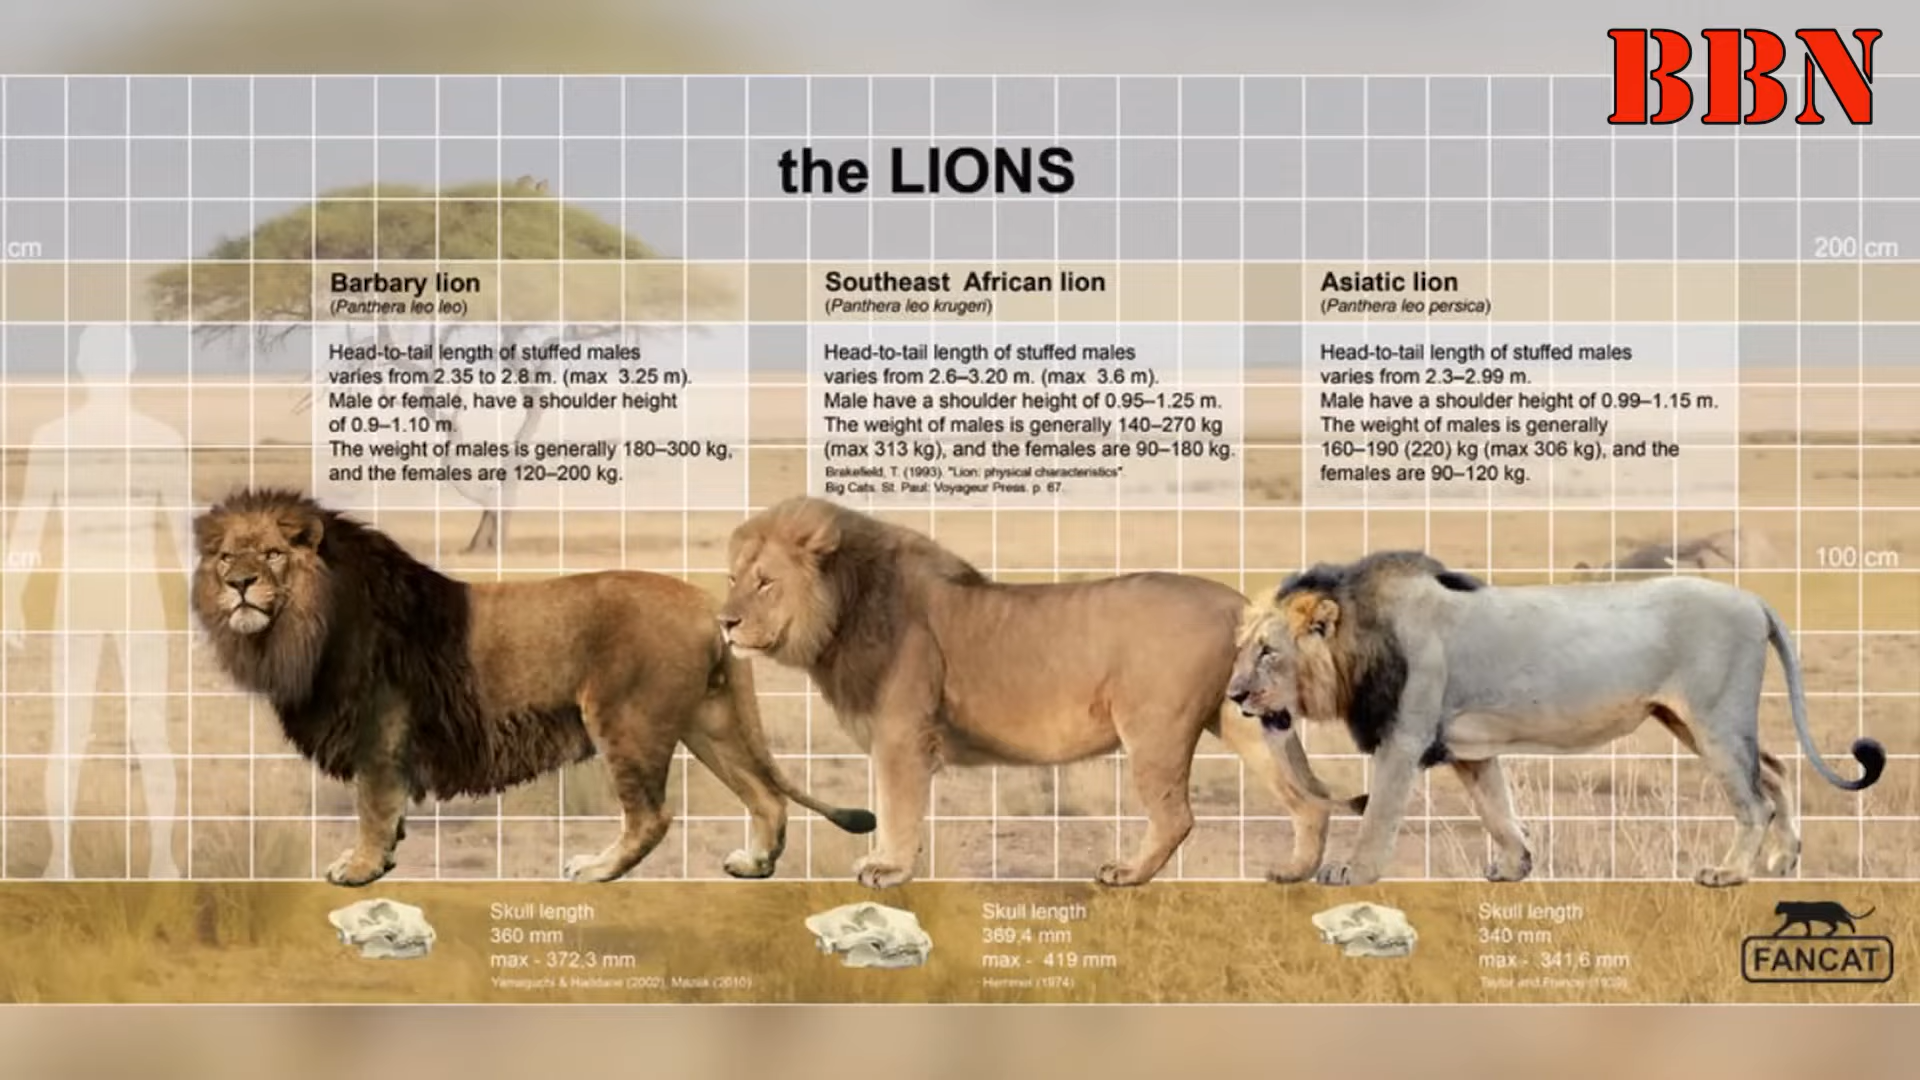 BBN
the LIONS
cm
200 cm
Barbary lion
(Panthera leo leo)
Head-to-tail length of stuffed males
varies from 2.35 to 2.8 m. (max 3.25 m).
Male or female, have a shoulder height
of 0.9–1.10 m.
The weight of males is generally 180–300 kg,
and the females are 120–200 kg.
Southeast African lion
(Panthera leo krugeri)
Head-to-tail length of stuffed males
varies from 2.6–3.20 m. (max 3.6 m).
Male have a shoulder height of 0.95–1.25 m.
The weight of males is generally 140–270 kg
(max 313 kg), and the females are 90–180 kg.
Brakefield, T. (1993). "Lion: physical characteristics".
Big Cats. St. Paul: Voyageur Press. p. 67.
Asiatic lion
(Panthera leo persica)
Head-to-tail length of stuffed males
varies from 2.3–2.99 m.
Male have a shoulder height of 0.99–1.15 m.
The weight of males is generally
160–190 (220) kg (max 306 kg), and the
females are 90–120 kg.
cm
100 cm
Skull length
360 mm
max - 372,3 mm
Yamaguchi & Haddane (2002), Mazák (2010)
Skull length
369,4 mm
max - 419 mm
(1974)
Skull length
340 mm
max - 341,6 mm
FANCAT